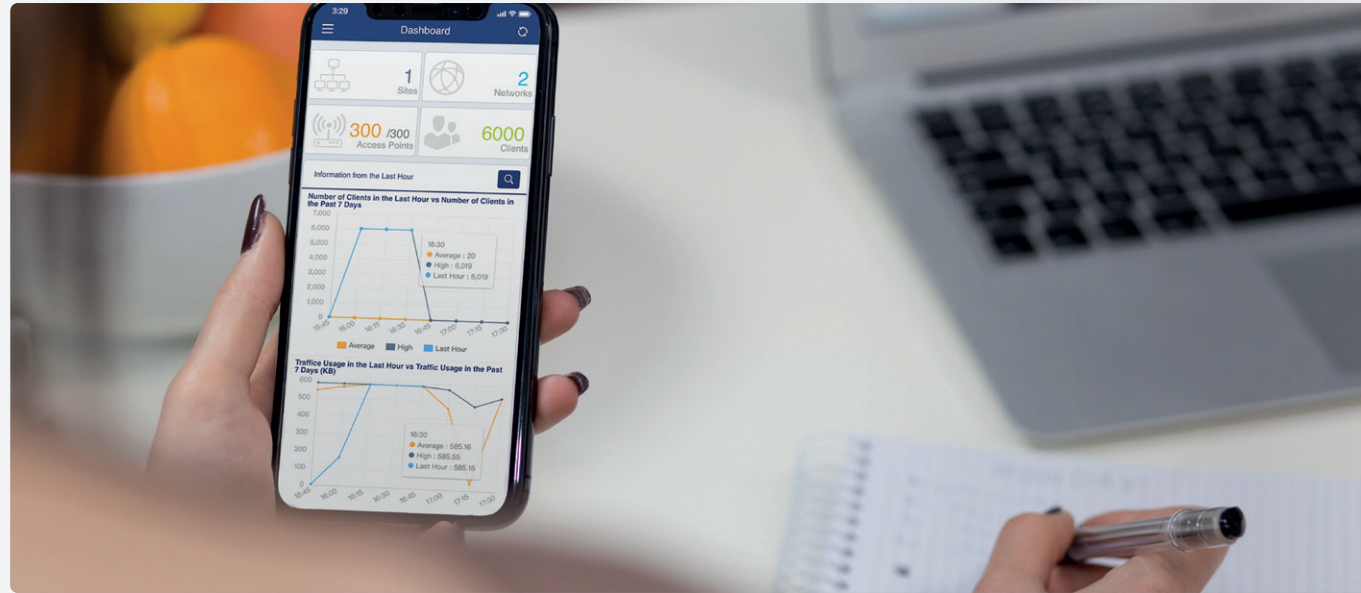 3:29
Dashboard
1
Sites
2
Networks
300 /300
Access Points
6000
Clients
Information from the Last Hour
Number of Clients in the Last Hour vs Number of Clients in
the Past 7 Days
7,000
6,000
5,000
4,000
3,000
2,000
1,000
0
16:30
Average : 20
High : 6,019
Last Hour : 6,019
15:45 16:00 16:15 16:30 16:45 17:00 17:15 17:30
Average High Last Hour
Traffice Usage in the Last Hour vs Traffic Usage in the Past
7 Days (KB)
600
500
400
300
200
100
0
16:30
Average : 585.16
High : 585.55
Last Hour : 585.16
15:45 16:00 16:15 16:30 16:45 17:00 17:15 17:30